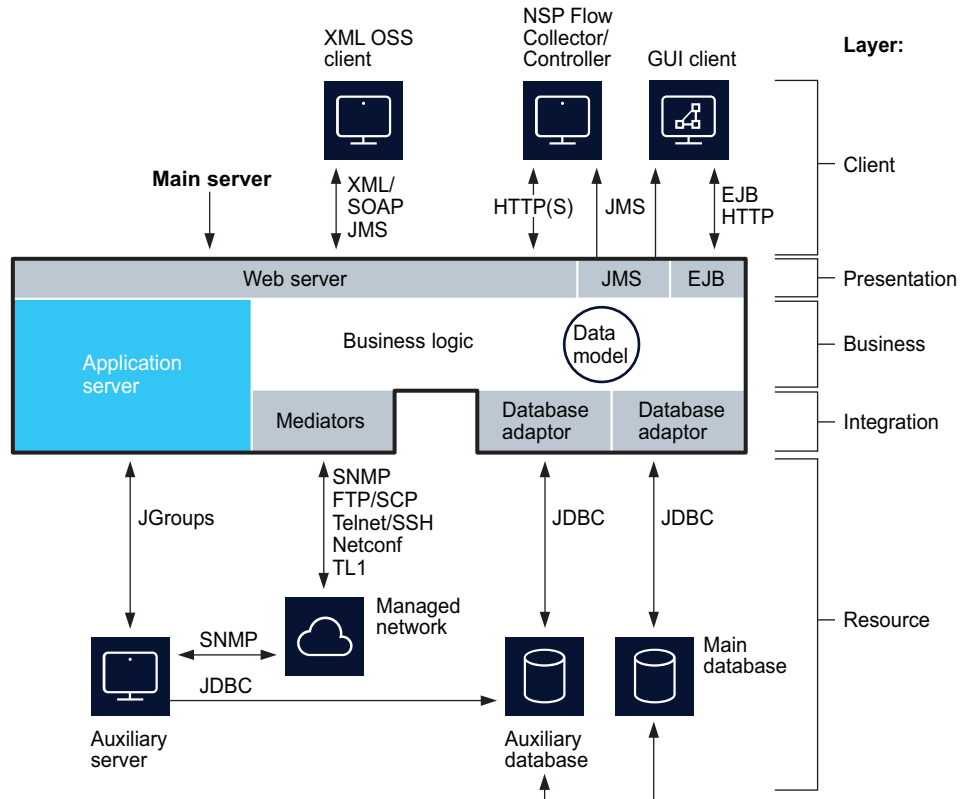 NSP Flow
Collector/
Controller
XML OSS
client
GUI client
Layer:
Client
Main server
XML/
SOAP
JMS
HTTP(S)
JMS
EJB
HTTP
Web server
JMS
EJB
Presentation
Application
server
Business logic
Data
model
Business
Mediators
Database
adaptor
Database
adaptor
Integration
JGroups
SNMP
FTP/SCP
Telnet/SSH
Netconf
TL1
JDBC
JDBC
Managed
network
Resource
SNMP
JDBC
Main
database
Auxiliary
server
Auxiliary
database